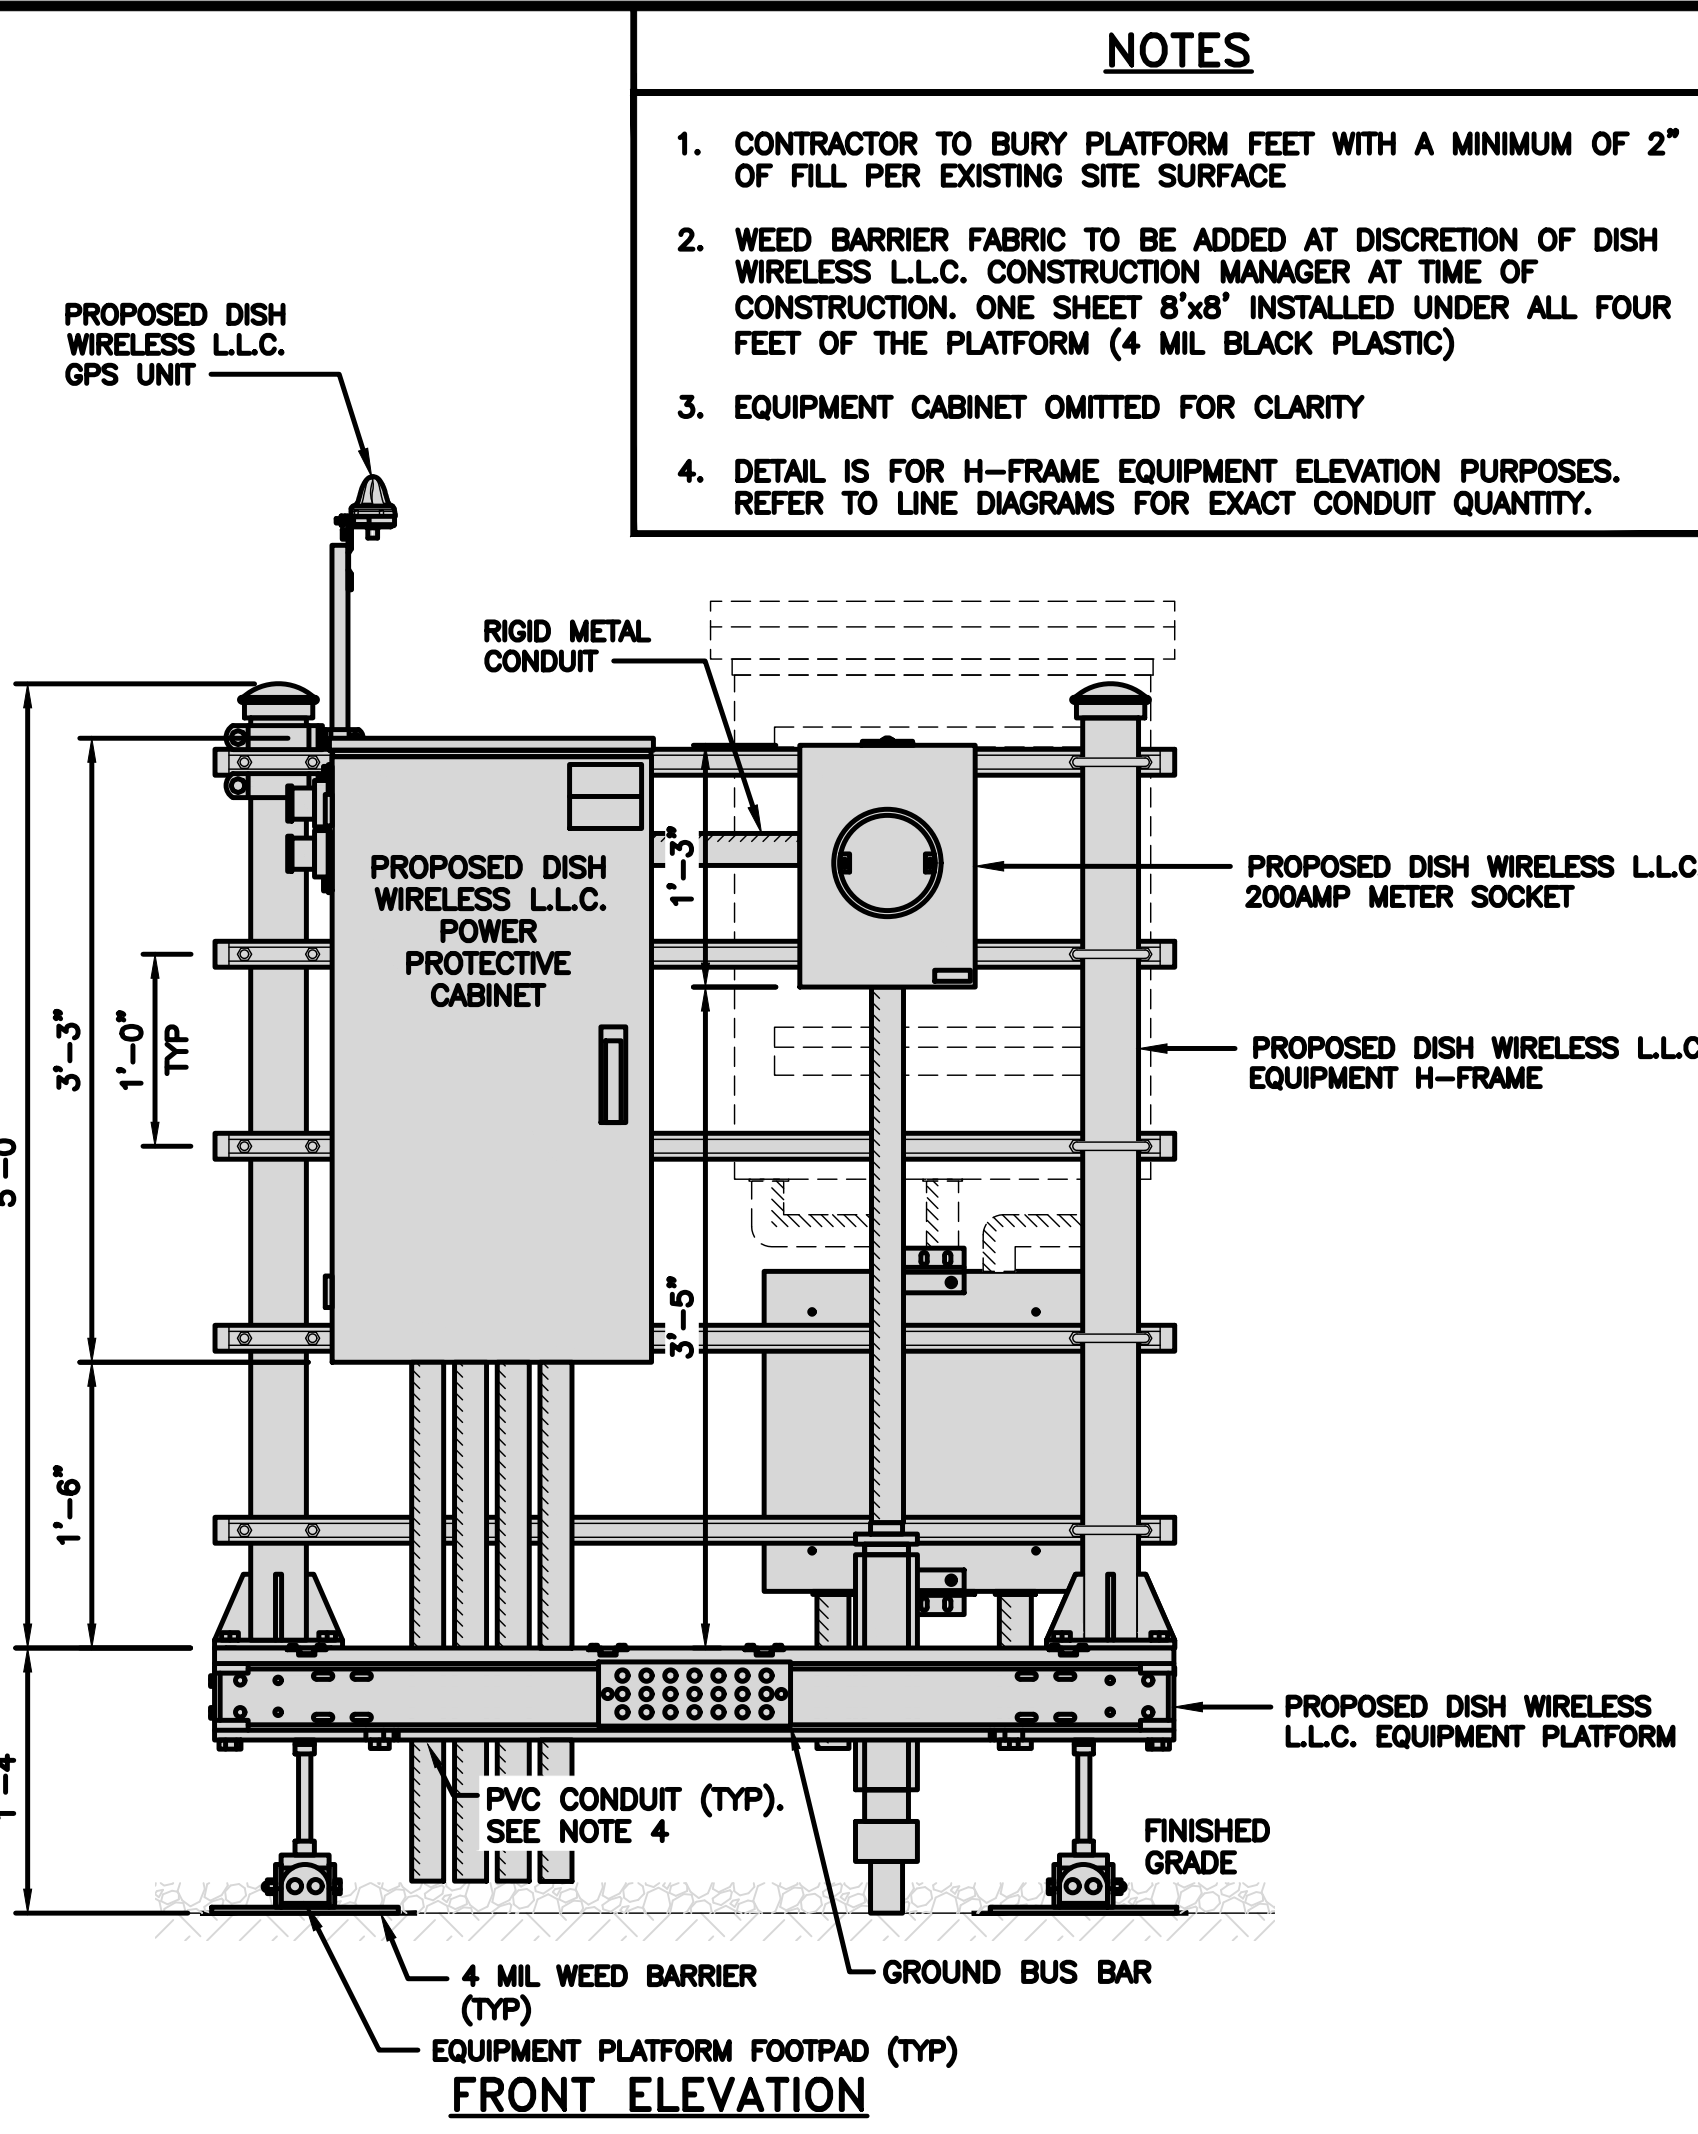 NOTES
1. CONTRACTOR TO BURY PLATFORM FEET WITH A MINIMUM OF 2"
OF FILL PER EXISTING SITE SURFACE
2. WEED BARRIER FABRIC TO BE ADDED AT DISCRETION OF DISH
WIRELESS L.L.C. CONSTRUCTION MANAGER AT TIME OF
CONSTRUCTION. ONE SHEET 8'x8' INSTALLED UNDER ALL FOUR
FEET OF THE PLATFORM (4 MIL BLACK PLASTIC)
3. EQUIPMENT CABINET OMITTED FOR CLARITY
4. DETAIL IS FOR H-FRAME EQUIPMENT ELEVATION PURPOSES.
REFER TO LINE DIAGRAMS FOR EXACT CONDUIT QUANTITY.
PROPOSED DISH
WIRELESS L.L.C.
GPS UNIT
RIGID METAL
CONDUIT
PROPOSED DISH
WIRELESS L.L.C.
POWER
PROTECTIVE
CABINET
1'-3"
PROPOSED DISH WIRELESS L.L.C
200AMP METER SOCKET
3'-3"
1'-0"
TYP
PROPOSED DISH WIRELESS L.L.C
EQUIPMENT H-FRAME
3'-5"
1'-6"
PROPOSED DISH WIRELESS
L.L.C. EQUIPMENT PLATFORM
PVC CONDUIT (TYP).
SEE NOTE 4
FINISHED
GRADE
4 MIL WEED BARRIER
(TYP)
GROUND BUS BAR
EQUIPMENT PLATFORM FOOTPAD (TYP)
FRONT ELEVATION